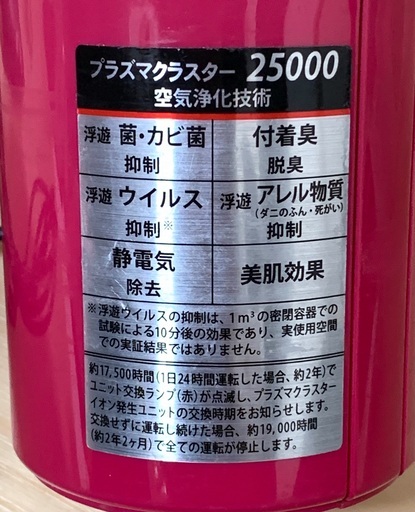 プラズマクラスター 25000
空気浄化技術
浮遊 菌・カビ菌
抑制
付着臭
脱臭
浮遊 ウイルス
抑制※
浮遊 アレル物質
(ダニのふん・死がい)
抑制
静電気
除去
美肌効果
※浮遊ウイルスの抑制は、1m³の密閉容器での
試験による10分後の効果であり、実使用空間
での実証結果ではありません。
約17,500時間(1日24時間運転した場合、約2年)で
ユニット交換ランプ(赤)が点滅し、プラズマクラスター
イオン発生ユニットの交換時期をお知らせします。
交換せずに運転し続けた場合、約19,000時間
(約2年2ヶ月)で全ての運転が停止します。